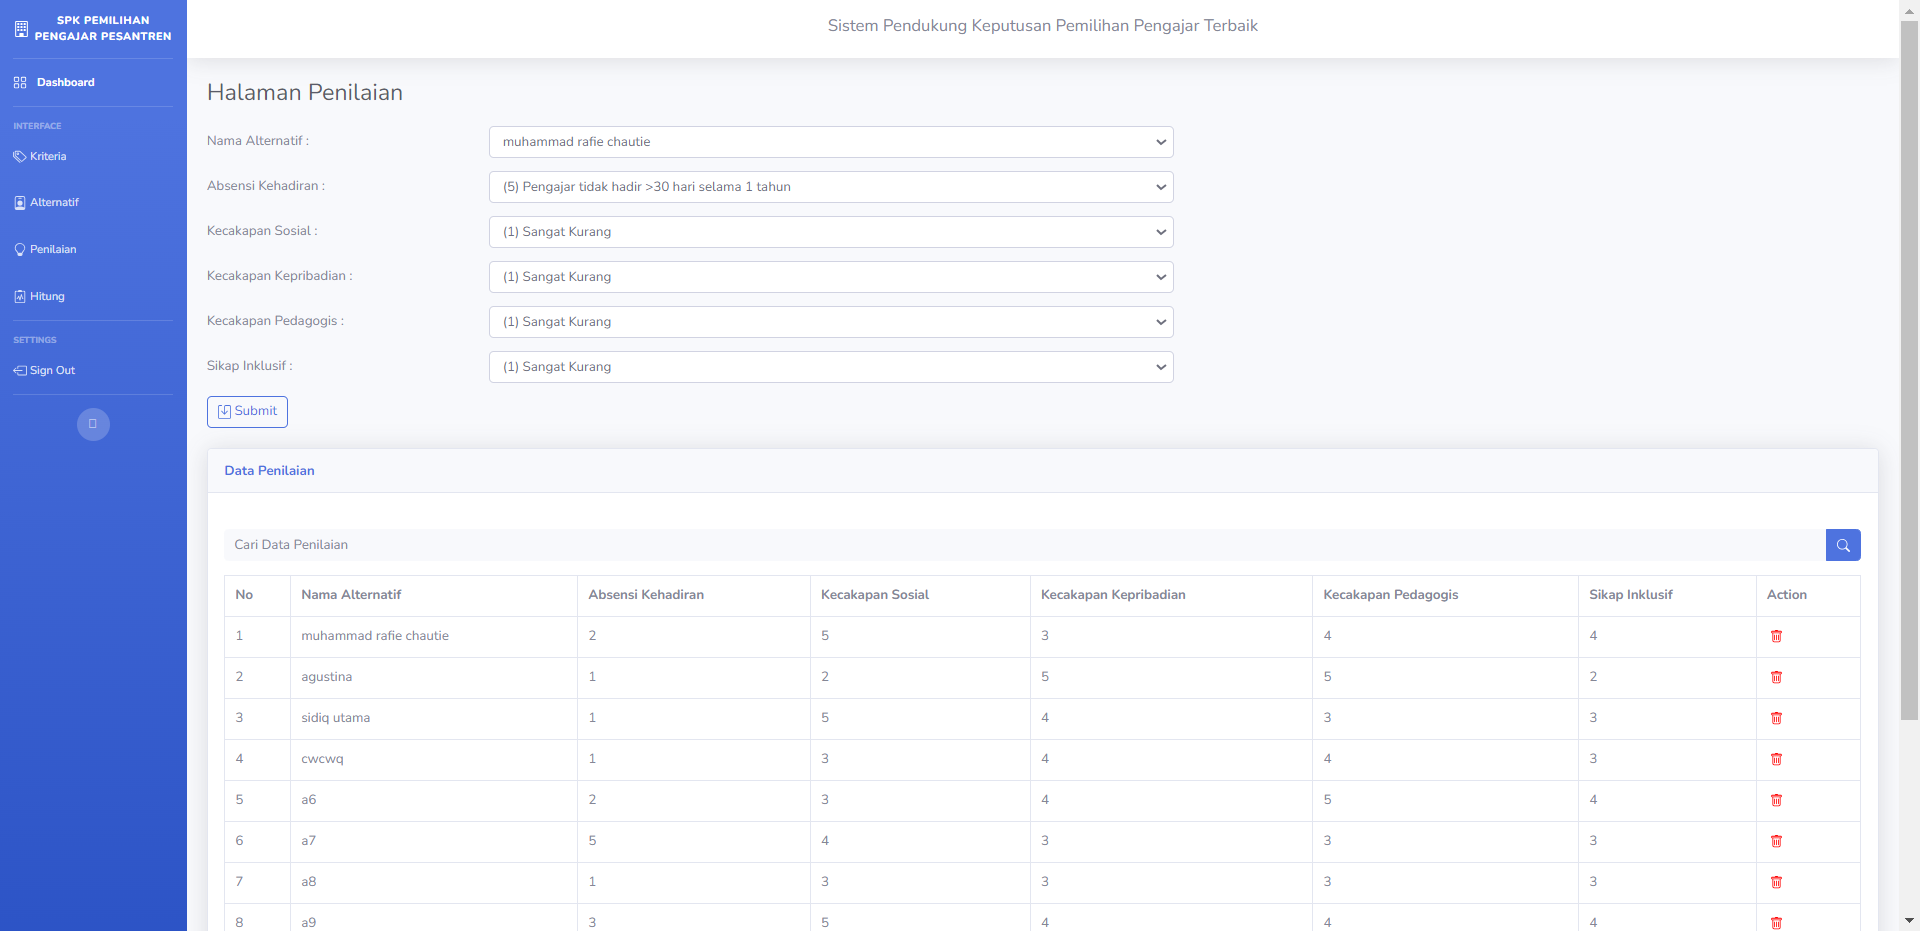 SPK PEMILIHAN
PENGAJAR PESANTREN
Dashboard
INTERFACE
Kriteria
Alternatif
Penilaian
Hitung
SETTINGS
Sign Out
Sistem Pendukung Keputusan Pemilihan Pengajar Terbaik
Halaman Penilaian
Nama Alternatif : muhammad rafie chautie
Absensi Kehadiran : (5) Pengajar tidak hadir >30 hari selama 1 tahun
Kecakapan Sosial : (1) Sangat Kurang
Kecakapan Kepribadian : (1) Sangat Kurang
Kecakapan Pedagogis : (1) Sangat Kurang
Sikap Inklusif : (1) Sangat Kurang
Submit
Data Penilaian
Cari Data Penilaian
No Nama Alternatif Absensi Kehadiran Kecakapan Sosial Kecakapan Kepribadian Kecakapan Pedagogis Sikap Inklusif Action
1 muhammad rafie chautie 2 5 3 4 4
2 agustina 1 2 5 5 2
3 sidiq utama 1 5 4 3 3
4 cwcwq 1 3 4 4 3
5 a6 2 3 4 5 4
6 a7 5 4 3 3 3
7 a8 1 3 3 3 3
8 a9 3 5 4 4 4